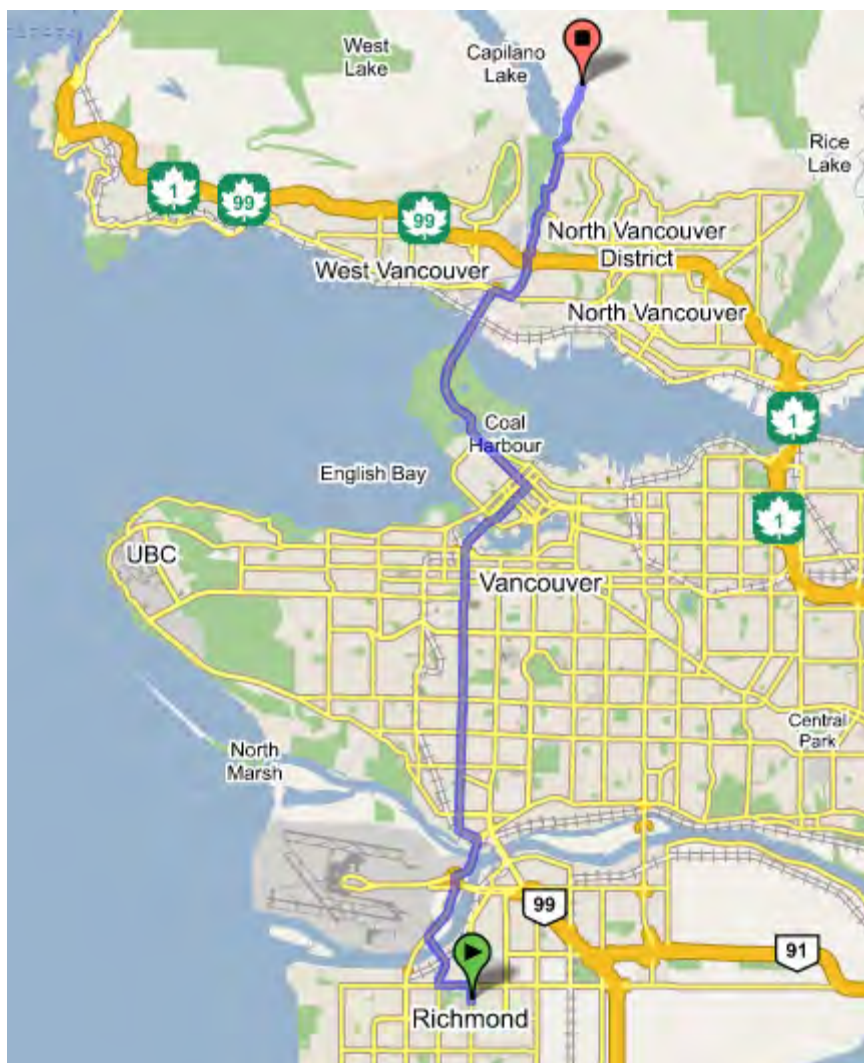 West
Lake
Capilano
Lake
Rice
Lake
1
99
99
North Vancouver
District
West Vancouver
North Vancouver
1
Coal
Harbour
English Bay
1
UBC
Vancouver
Central
Park
North
Marsh
99
91
Richmond